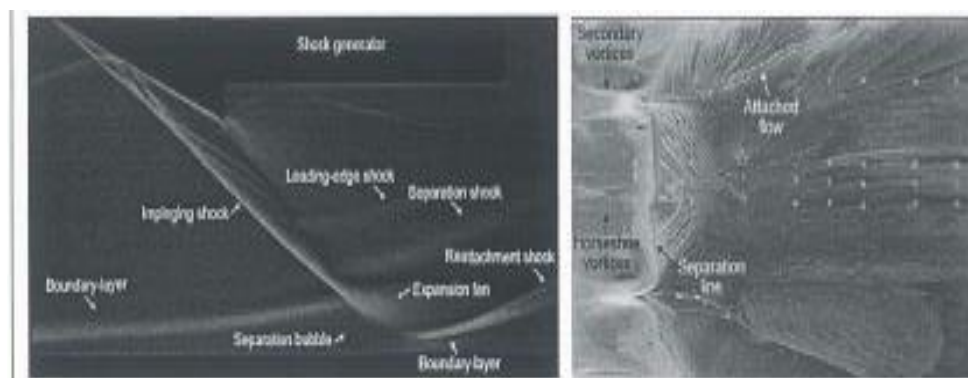 Shock generator
Leading-edge shock
Separation shock
Impinging shock
Reattachment shock
Boundary-layer
Expansion fan
Separation bubble
Boundary-layer
Secondary
vortices
Attached
flow
Horseshoe
vortices
Separation
line